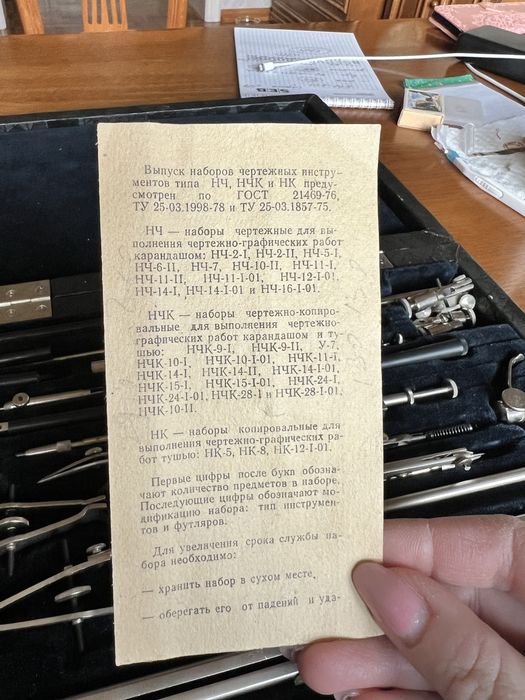 Выпуск наборов чертежных инстру-
ментов типа НЧ, НЧК и НК преду-
смотрен по ГОСТ 21469-76,
ТУ 25-03.1998-78 и ТУ 25-03.1857-75.
НЧ — наборы чертежные для вы-
полнения чертежно-графических работ
карандашом: НЧ-2-I, НЧ-2-II, НЧ-5-I,
НЧ-6-II, НЧ-7, НЧ-10-II, НЧ-11-I,
НЧ-11-II, НЧ-11-I-01, НЧ-12-I-01,
НЧ-14-I, НЧ-14-I-01 и НЧ-16-I-01.
НЧК — наборы чертежно-копиро-
вальные для выполнения чертежно-
графических работ карандашом и ту-
шью: НЧК-9-I, НЧК-9-II, У-7,
НЧК-10-I, НЧК-10-I-01, НЧК-11-I,
НЧК-14-I, НЧК-14-II, НЧК-14-I-01,
НЧК-15-I, НЧК-15-I-01, НЧК-24-I,
НЧК-24-I-01, НЧК-28-I и НЧК-28-I-01,
НЧК-10-II.
НК — наборы копировальные для
выполнения чертежно-графических ра-
бот тушью: НК-5, НК-8, НК-12-I-01.
Первые цифры после букв обозна-
чают количество предметов в наборе.
Последующие цифры обозначают мо-
дификацию набора: тип инструмен-
тов и футляров.
Для увеличения срока службы на-
бора необходимо:
— хранить набор в сухом месте,
— оберегать его от падений и уда-